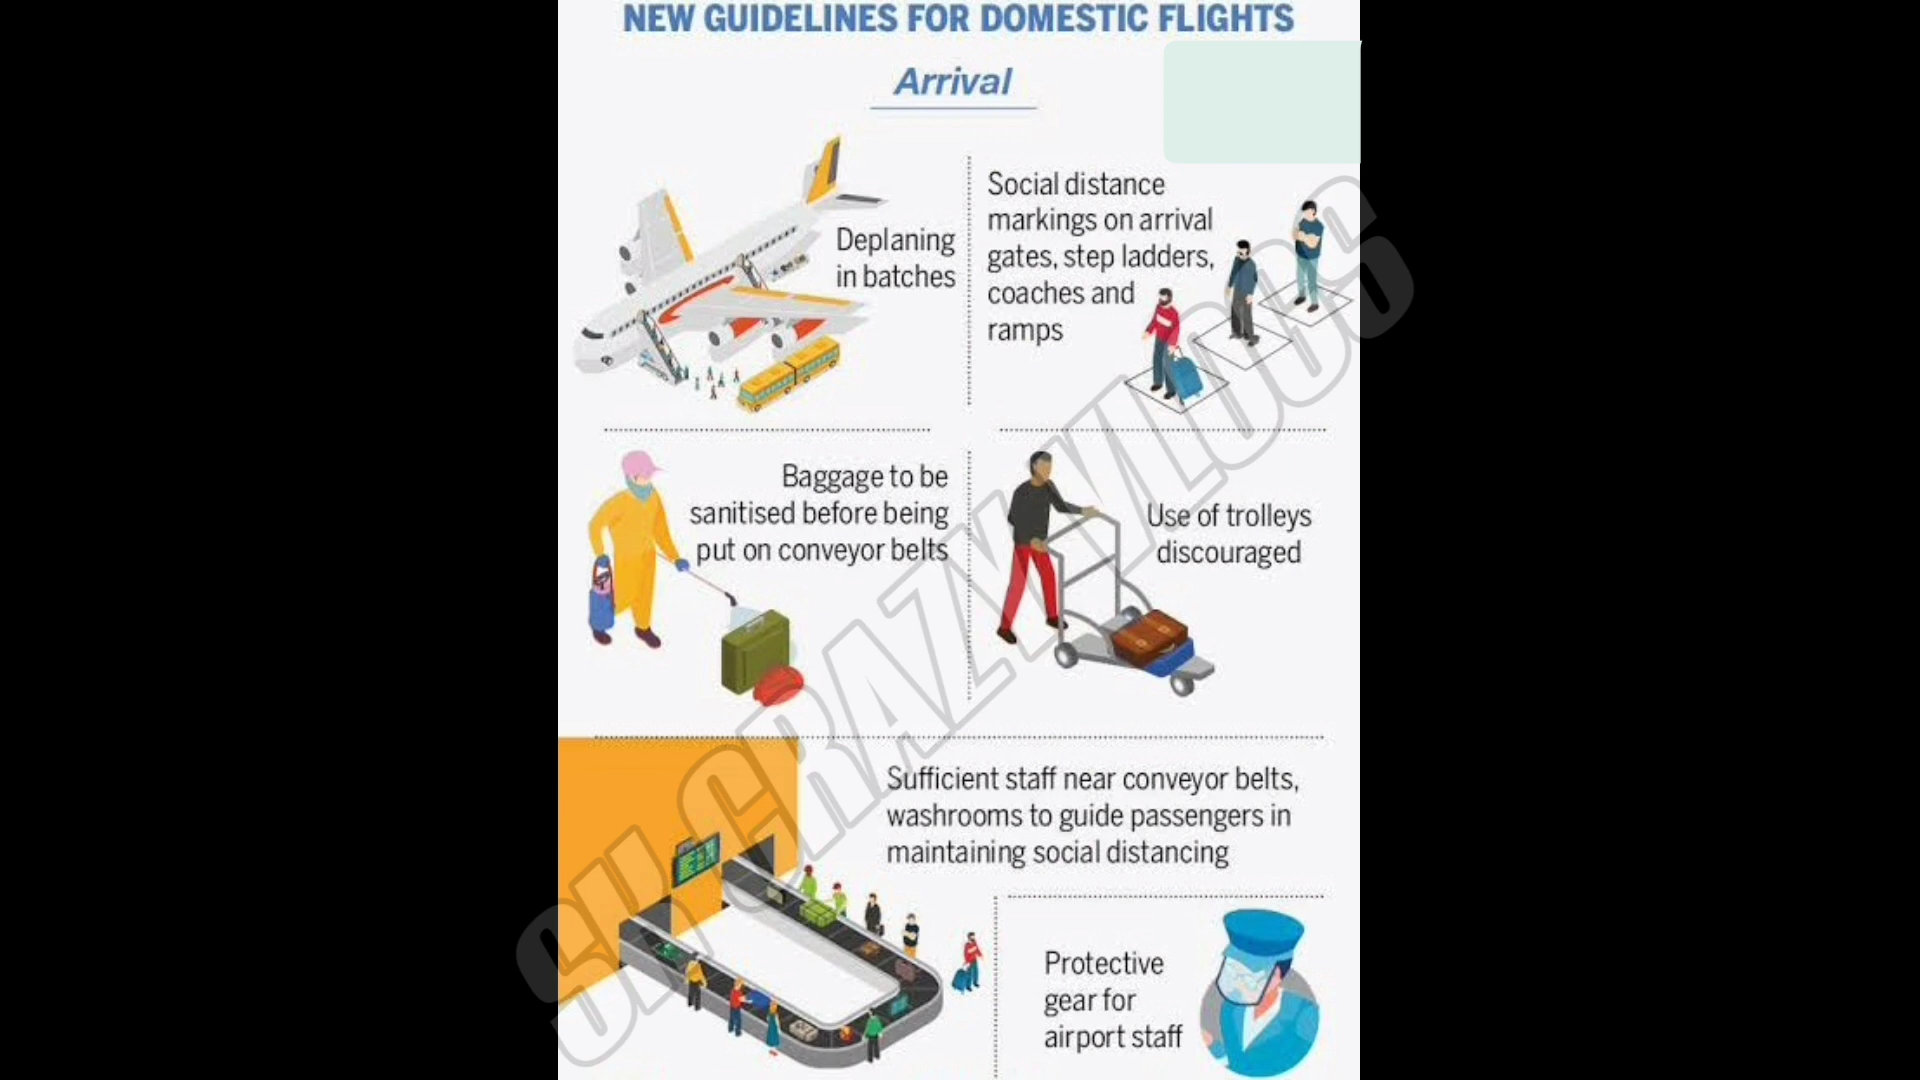 NEW GUIDELINES FOR DOMESTIC FLIGHTS
Arrival
Deplaning
in batches
Social distance
markings on arrival
gates, step ladders,
coaches and
ramps
Baggage to be
sanitised before being
put on conveyor belts
Use of trolleys
discouraged
Sufficient staff near conveyor belts,
washrooms to guide passengers in
maintaining social distancing
Protective
gear for
airport staff
CRAZY VLOGS